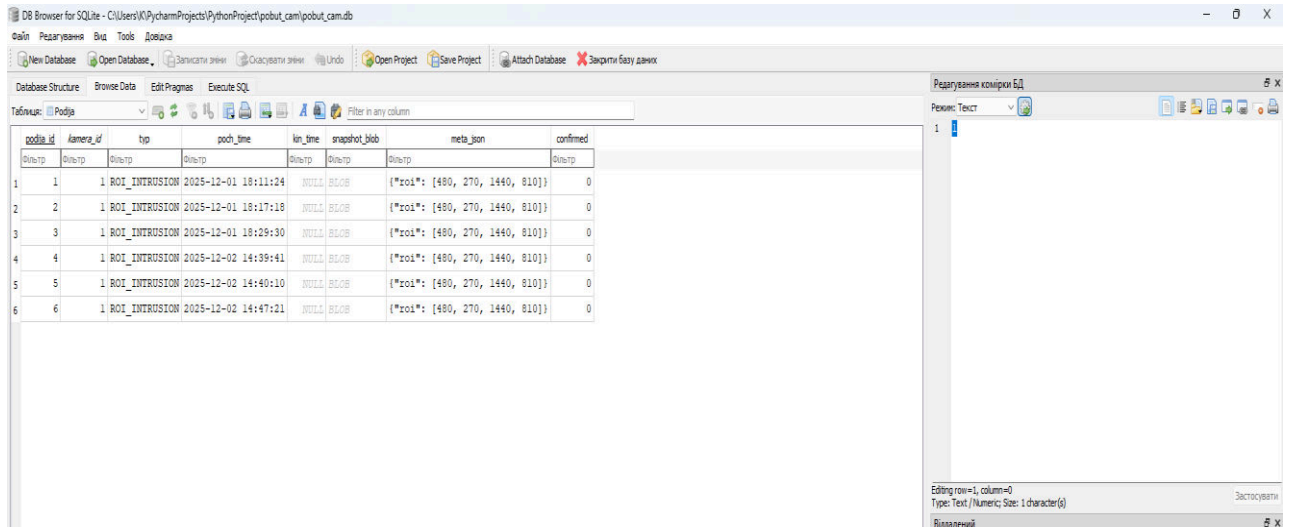 DB Browser for SQLite - C:\Users\K\PycharmProjects\PythonProject\pobut_cam\pobut_cam.db
Файл Редагування Вид Tools Довідка
New Database Open Database Записати зміни Скасувати зміни Undo Open Project Save Project Attach Database Закрити базу даних
Database Structure Browse Data Edit Pragmas Execute SQL
Таблиця: Podija Filter in any column
podija_id kamera_id typ poch_time kin_time snapshot_blob meta_json confirmed
Фільтр Фільтр Фільтр Фільтр Фільтр Фільтр Фільтр Фільтр
1 1 1 ROI_INTRUSION 2025-12-01 18:11:24 NULL BLOB {"roi": [480, 270, 1440, 810]} 0
2 2 1 ROI_INTRUSION 2025-12-01 18:17:18 NULL BLOB {"roi": [480, 270, 1440, 810]} 0
3 3 1 ROI_INTRUSION 2025-12-01 18:29:30 NULL BLOB {"roi": [480, 270, 1440, 810]} 0
4 4 1 ROI_INTRUSION 2025-12-02 14:39:41 NULL BLOB {"roi": [480, 270, 1440, 810]} 0
5 5 1 ROI_INTRUSION 2025-12-02 14:40:10 NULL BLOB {"roi": [480, 270, 1440, 810]} 0
6 6 1 ROI_INTRUSION 2025-12-02 14:47:21 NULL BLOB {"roi": [480, 270, 1440, 810]} 0
Редагування комірки БД
Режим: Текст
1 1
Editing row=1, column=0
Type: Text / Numeric; Size: 1 character(s)
Застосувати
Віддалений